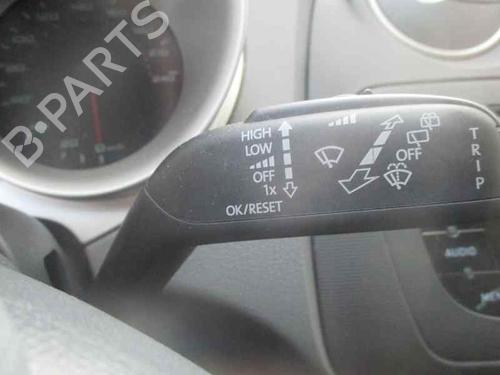 B-PARTS
HIGH
LOW
OFF
1x
OK/RESET
OFF
TRIP
AUDIO